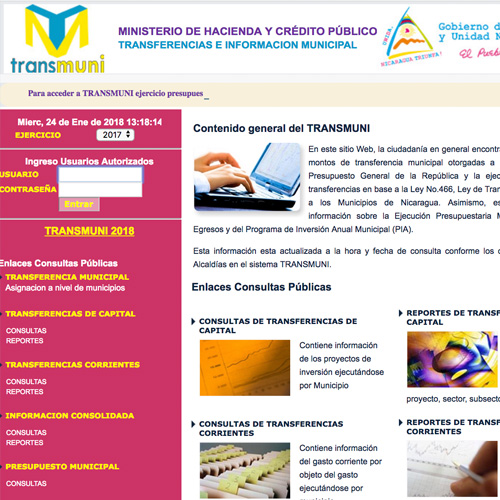 transmuni
MINISTERIO DE HACIENDA Y CRÉDITO PÚBLICO
TRANSFERENCIAS E INFORMACION MUNICIPAL
UNIDA
NICARAGUA TRIUNFA!
Gobierno de
y Unidad N
El Pueb
Para acceder a TRANSMUNI ejercicio presupues _
Mierc, 24 de Ene de 2018 13:18:14
EJERCICIO 2017
Ingreso Usuarios Autorizados
USUARIO
CONTRASEÑA
Entrar
TRANSMUNI 2018
Enlaces Consultas Públicas
TRANSFERENCIA MUNICIPAL
Asignacion a nivel de municipios
TRANSFERENCIAS DE CAPITAL
CONSULTAS
REPORTES
TRANSFERENCIAS CORRIENTES
CONSULTAS
REPORTES
INFORMACION CONSOLIDADA
CONSULTAS
REPORTES
PRESUPUESTO MUNICIPAL
CONSULTAS
Contenido general del TRANSMUNI
En este sitio Web, la ciudadanía en general encontra
montos de transferencia municipal otorgadas a
Presupuesto General de la República y la ejec
transferencias en base a la Ley No.466, Ley de Tran
a los Municipios de Nicaragua. Asimismo, es
información sobre la Ejecución Presupuestaria M
Egresos y del Programa de Inversión Anual Municipal (PIA).
Esta información esta actualizada a la hora y fecha de consulta conforme los d
Alcaldías en el sistema TRANSMUNI.
Enlaces Consultas Públicas
CONSULTAS DE TRANSFERENCIAS DE
CAPITAL
Contiene información
de los proyectos de
inversión ejecutándose
por Municipio
REPORTES DE TRANSFEREN
CAPITAL
proyecto, sector, subsecto
CONSULTAS DE TRANSFERENCIAS
CORRIENTES
Contiene información
del gasto corriente por
objeto del gasto
ejecutándose por
REPORTES DE TRANSFEREN
CORRIENTES